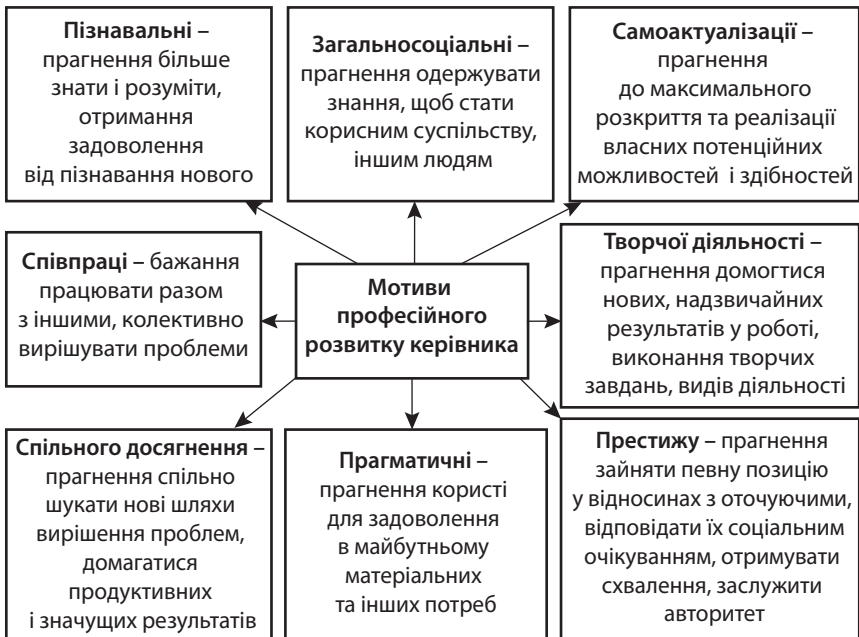 Пізнавальні –
прагнення більше
знати і розуміти,
отримання
задоволення
від пізнавання нового
Загальносоціальні –
прагнення одержувати
знання, щоб стати
корисним суспільству,
іншим людям
Самоактуалізації –
прагнення
до максимального
розкриття та реалізації
власних потенційних
можливостей і здібностей
Співпраці – бажання
працювати разом
з іншими, колективно
вирішувати проблеми
Мотиви
професійного
розвитку керівника
Творчої діяльності –
прагнення домогтися
нових, надзвичайних
результатів у роботі,
виконання творчих
завдань, видів діяльності
Спільного досягнення –
прагнення спільно
шукати нові шляхи
вирішення проблем,
домагатися
продуктивних
і значущих результатів
Прагматичні –
прагнення користі
для задоволення
в майбутньому
матеріальних
та інших потреб
Престижу – прагнення
зайняти певну позицію
у відносинах з оточуючими,
відповідати їх соціальним
очікуванням, отримувати
схвалення, заслужити
авторитет